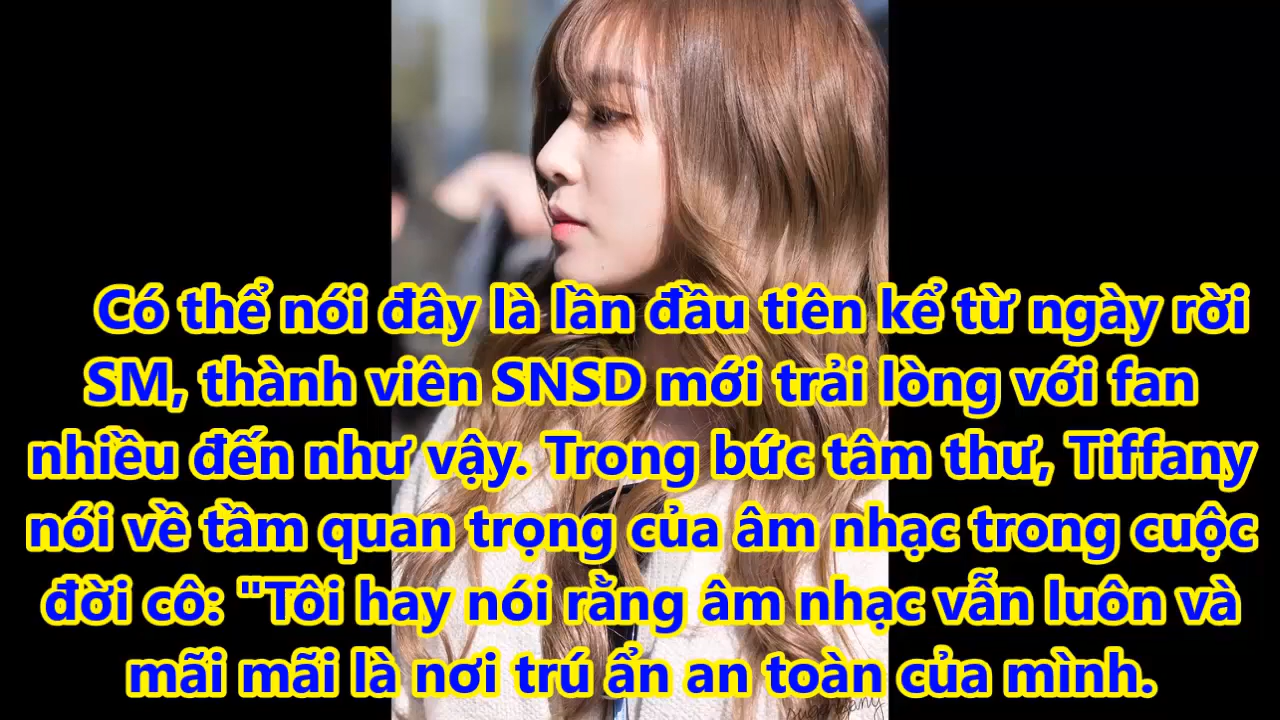 Có thể nói đây là lần đầu tiên kể từ ngày rời
SM, thành viên SNSD mới trải lòng với fan
nhiều đến như vậy. Trong bức tâm thư, Tiffany
nói về tầm quan trọng của âm nhạc trong cuộc
đời cô: "Tôi hay nói rằng âm nhạc vẫn luôn và
mãi mãi là nơi trú ẩn an toàn của mình.